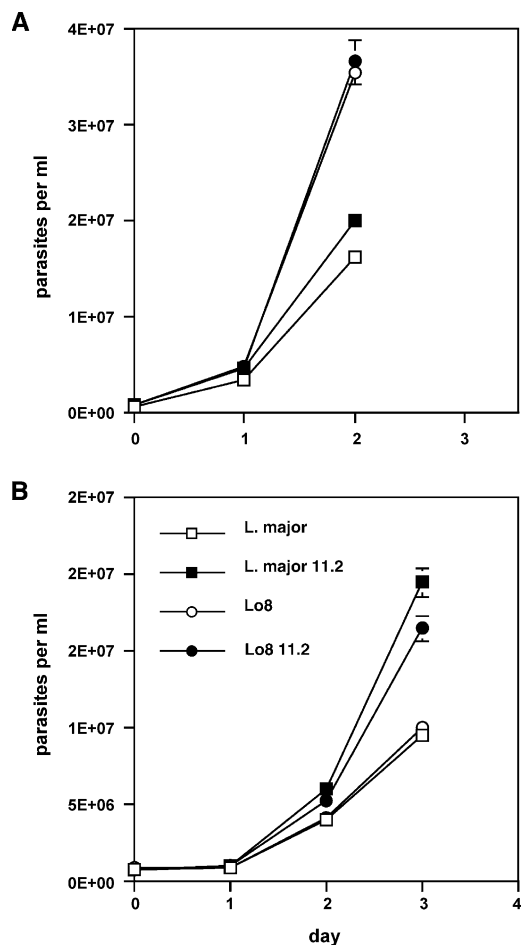 A
4E+07
3E+07
2E+07
1E+07
0E+00
parasites per ml
0 1 2 3
B
2E+07
2E+07
2E+07
1E+07
5E+06
0E+00
parasites per ml
L. major
L. major 11.2
Lo8
Lo8 11.2
0 1 2 3 4
day